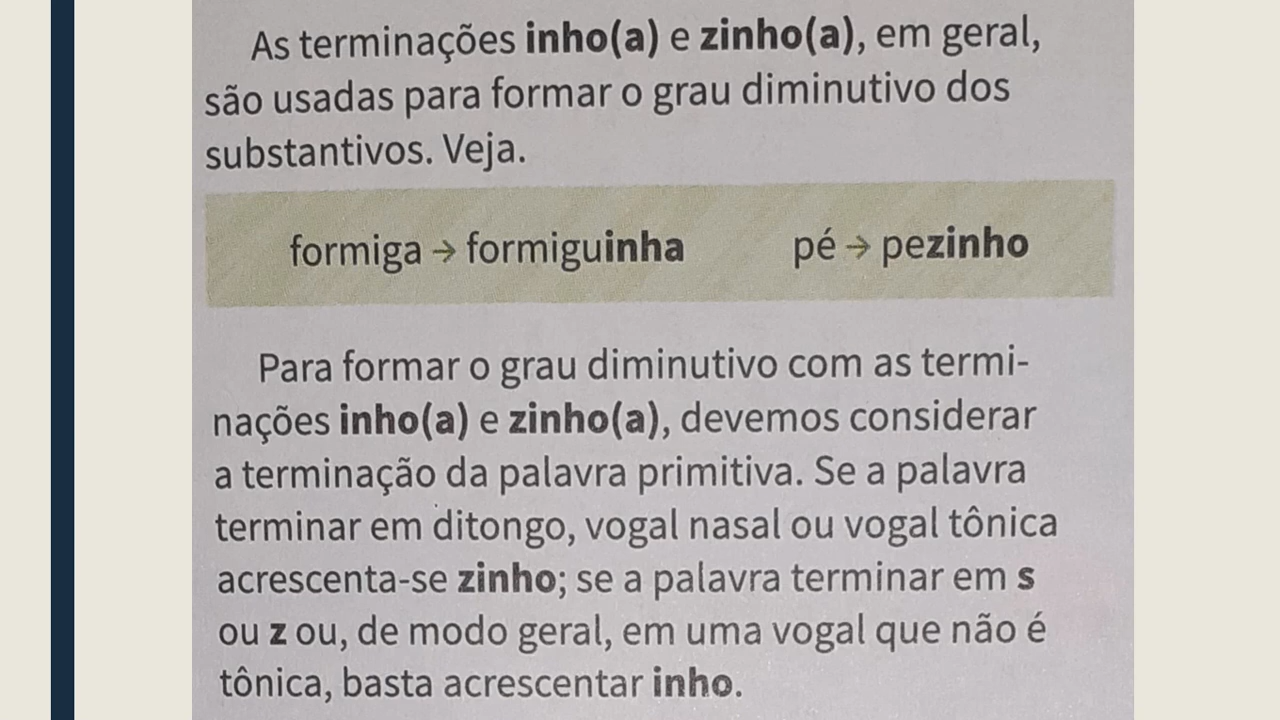 As terminações inho(a) e zinho(a), em geral,
são usadas para formar o grau diminutivo dos
substantivos. Veja.
formiga → formiguinha pé → pezinho
Para formar o grau diminutivo com as termi-
nações inho(a) e zinho(a), devemos considerar
a terminação da palavra primitiva. Se a palavra
terminar em ditongo, vogal nasal ou vogal tônica
acrescenta-se zinho; se a palavra terminar em s
ou z ou, de modo geral, em uma vogal que não é
tônica, basta acrescentar inho.